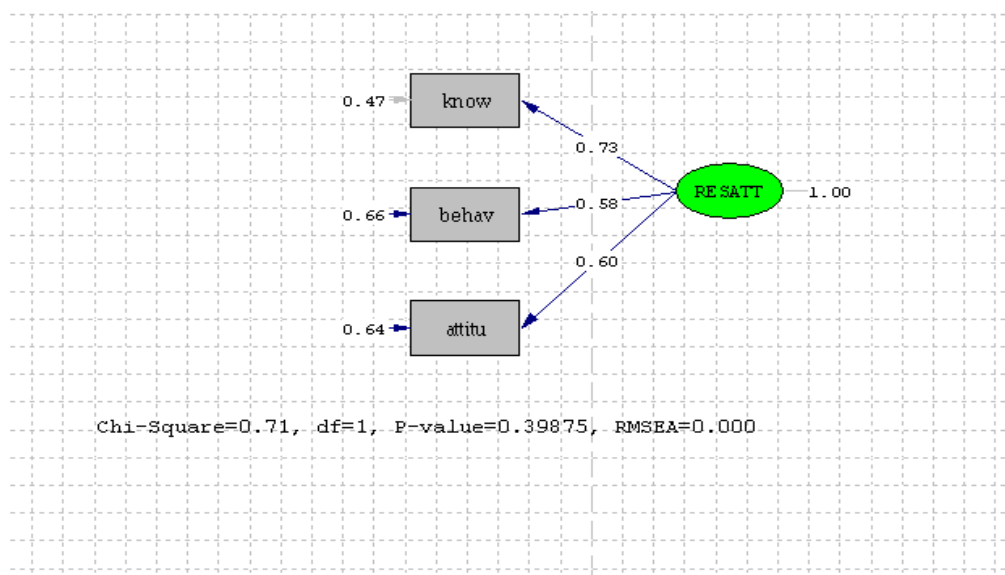 0.47 know
0.73
RESATT 1.00
0.66 behav
0.58
0.60
0.64 attitu
Chi-Square=0.71, df=1, P-value=0.39875, RMSEA=0.000